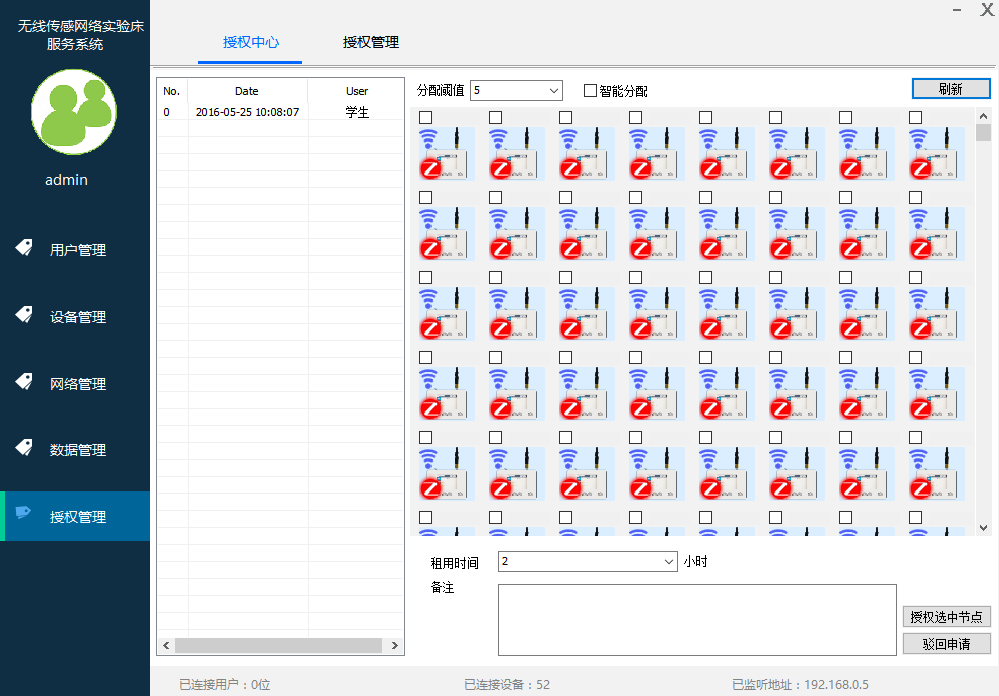 无线传感网络实验床
服务系统
admin
用户管理
设备管理
网络管理
数据管理
授权管理
授权中心 授权管理
No. Date User
0 2016-05-25 10:08:07 学生
分配阈值 5 智能分配 刷新
租用时间 2 小时
备注
授权选中节点
驳回申请
已连接用户：0位 已连接设备：52 已监听地址：192.168.0.5